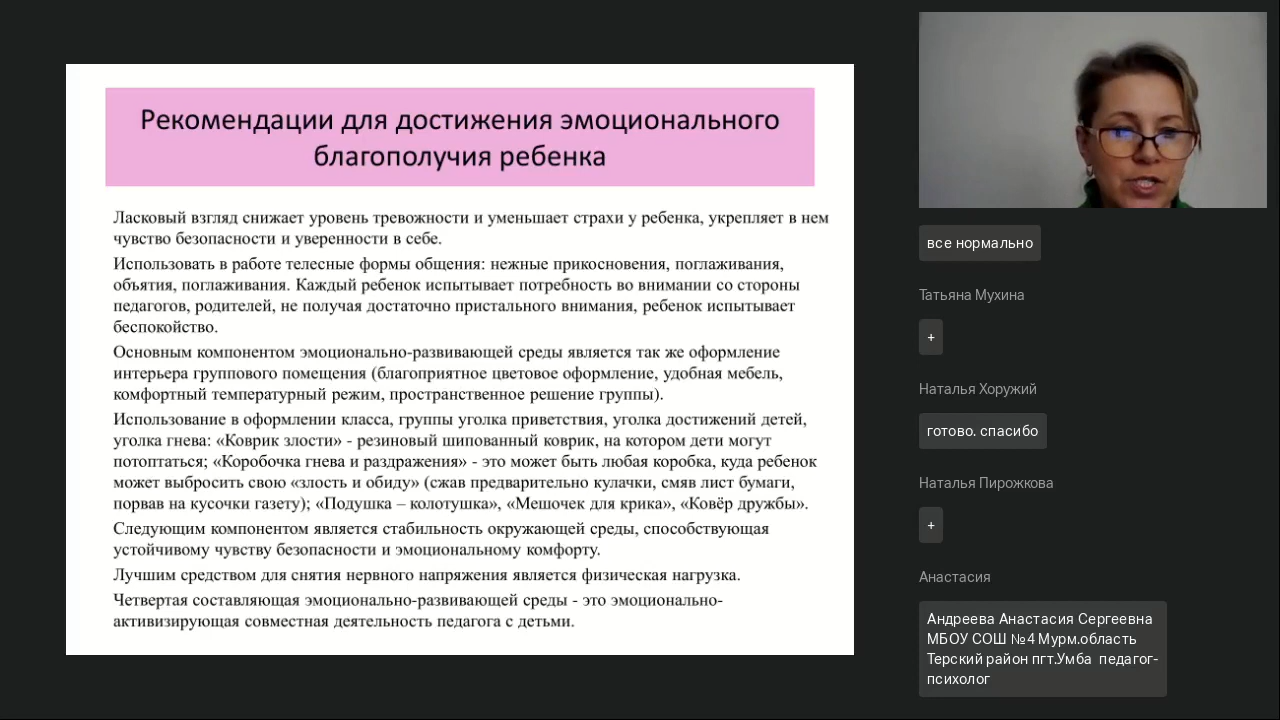 Рекомендации для достижения эмоционального
благополучия ребенка
Ласковый взгляд снижает уровень тревожности и уменьшает страхи у ребенка, укрепляет в нем
чувство безопасности и уверенности в себе.
Использовать в работе телесные формы общения: нежные прикосновения, поглаживания,
объятия, поглаживания. Каждый ребенок испытывает потребность во внимании со стороны
педагогов, родителей, не получая достаточно пристального внимания, ребенок испытывает
беспокойство.
Основным компонентом эмоционально-развивающей среды является так же оформление
интерьера группового помещения (благоприятное цветовое оформление, удобная мебель,
комфортный температурный режим, пространственное решение группы).
Использование в оформлении класса, группы уголка приветствия, уголка достижений детей,
уголка гнева: «Коврик злости» - резиновый шипованный коврик, на котором дети могут
потоптаться; «Коробочка гнева и раздражения» - это может быть любая коробка, куда ребенок
может выбросить свою «злость и обиду» (сжав предварительно кулачки, смяв лист бумаги,
порвав на кусочки газету); «Подушка – колотушка», «Мешочек для крика», «Ковёр дружбы».
Следующим компонентом является стабильность окружающей среды, способствующая
устойчивому чувству безопасности и эмоциональному комфорту.
Лучшим средством для снятия нервного напряжения является физическая нагрузка.
Четвертая составляющая эмоционально-развивающей среды - это эмоционально-
активизирующая совместная деятельность педагога с детьми.
все нормально
Татьяна Мухина
+
Наталья Хоружий
готово. спасибо
Наталья Пирожкова
+
Анастасия
Андреева Анастасия Сергеевна
МБОУ СОШ №4 Мурм.область
Терский район пгт.Умба педагог-
психолог